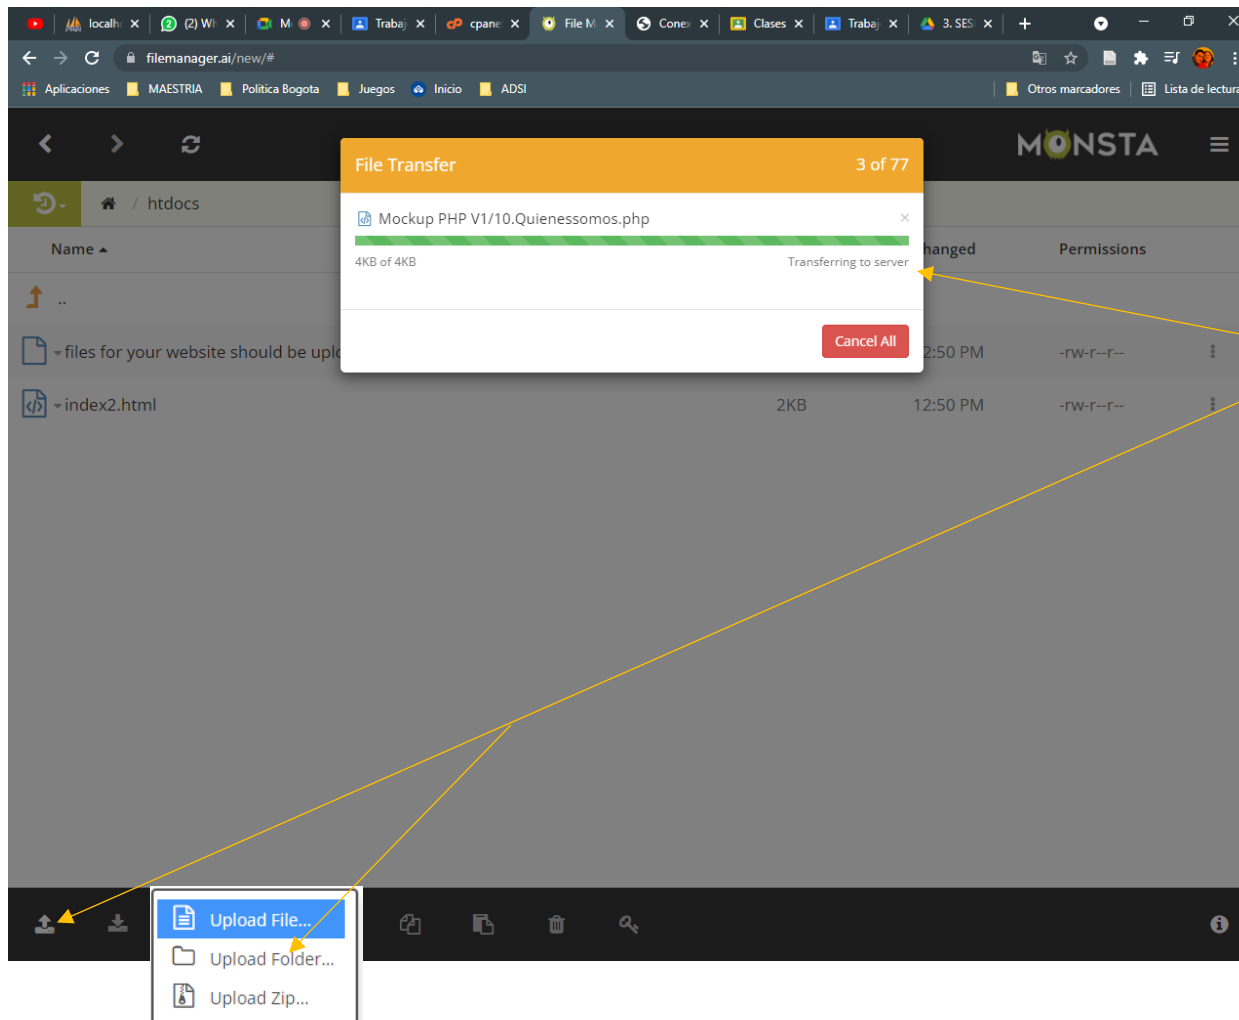 localh (2) Wh M Trabaj cpane File M Conex Clases Trabaj 3. SES
filemanager.ai/new/#
Aplicaciones MAESTRIA Politica Bogota Juegos Inicio ADSI Otros marcadores Lista de lectura
MONSTA
File Transfer 3 of 77
/ htdocs
Mockup PHP V1/10.Quienessomos.php
Name hanged Permissions
4KB of 4KB Transferring to server
..
Cancel All
files for your website should be uplo 2:50 PM -rw-r--r--
index2.html 2KB 12:50 PM -rw-r--r--
Upload File...
Upload Folder...
Upload Zip...